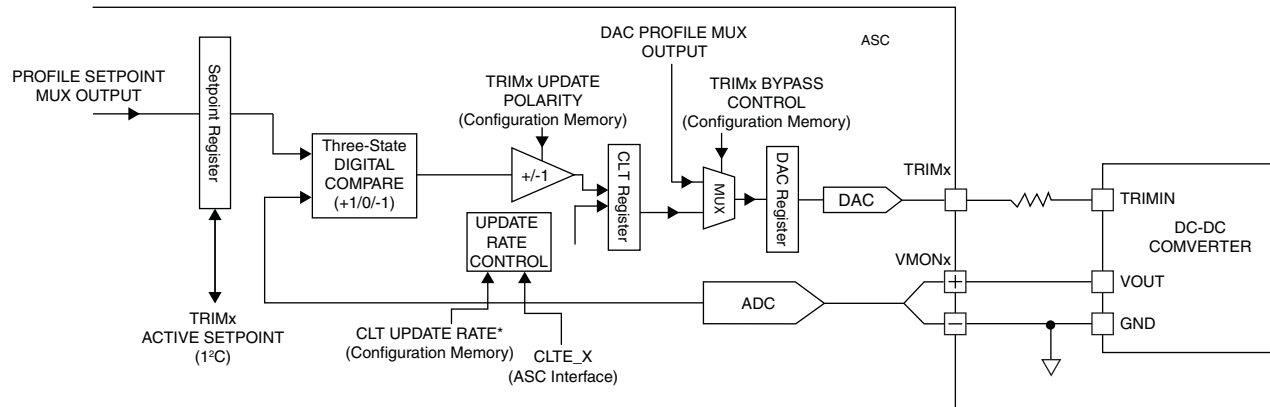 PROFILE SETPOINT
MUX OUTPUT
Setpoint Register
TRIMx
ACTIVE SETPOINT
(1²C)
Three-State
DIGITAL
COMPARE
(+1/0/-1)
TRIMx UPDATE
POLARITY
(Configuration Memory)
+/-1
UPDATE
RATE
CONTROL
CLT UPDATE RATE*
(Configuration Memory)
CLTE_X
(ASC Interface)
CLT Register
DAC PROFILE MUX
OUTPUT
TRIMx BYPASS
CONTROL
(Configuration Memory)
MUX
DAC Register
DAC
ADC
ASC
TRIMx
VMONx
+
−
TRIMIN
DC-DC
COMVERTER
VOUT
GND